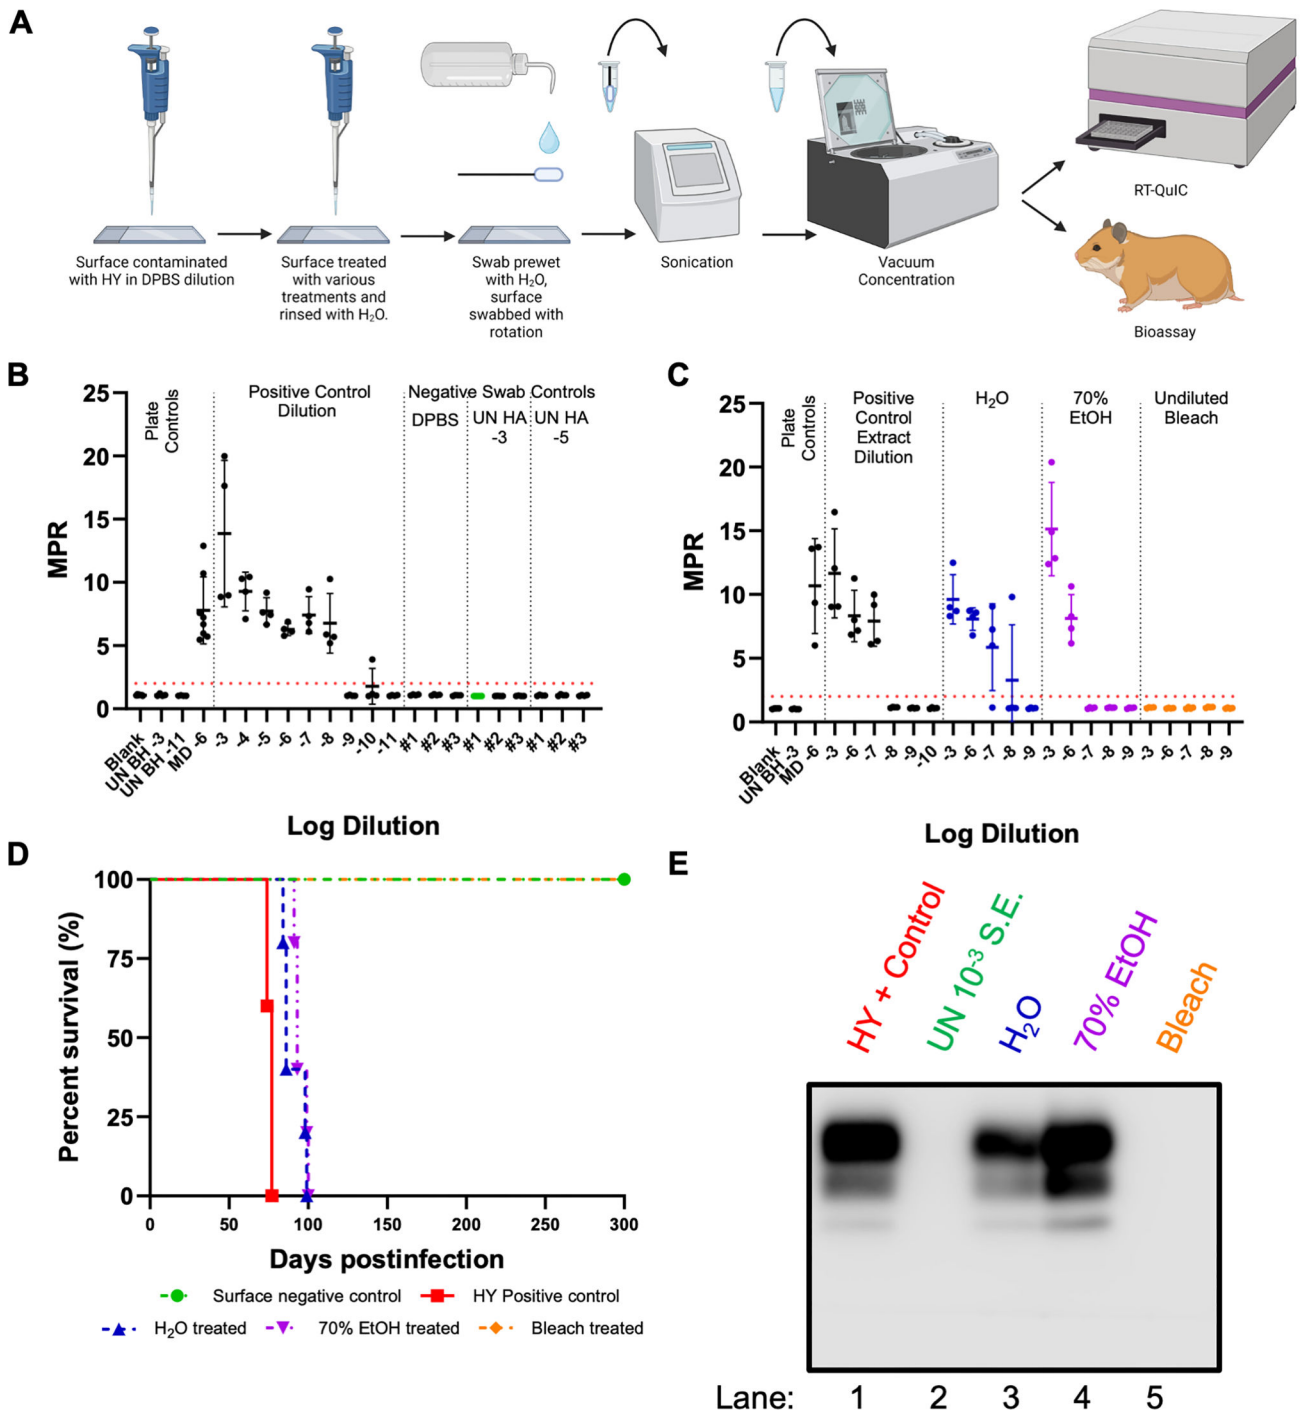 A
Surface contaminated
with HY in DPBS dilution
Surface treated
with various
treatments and
rinsed with H₂O.
Swab prewet
with H₂O,
surface
swabbed with
rotation
Sonication
Vacuum
Concentration
RT-QuIC
Bioassay
B
MPR
25
20
15
10
5
0
Plate
Controls
Positive Control
Dilution
Negative Swab Controls
DPBS
UN HA
-3
UN HA
-5
Blank
UN BH -3
UN BH -11
MD -6
-3
-4
-5
-6
-7
-8
-9
-10
-11
#1
#2
#3
#1
#2
#3
#1
#2
#3
Log Dilution
C
MPR
25
20
15
10
5
0
Plate
Controls
Positive
Control
Extract
Dilution
H₂O
70%
EtOH
Undiluted
Bleach
Blank
UN BH -3
MD -6
-3
-6
-7
-8
-9
-10
-3
-6
-7
-8
-9
-3
-6
-7
-8
-9
-3
-6
-7
-8
-9
Log Dilution
D
Percent survival (%)
100
75
50
25
0
0
50
100
150
200
250
300
Days postinfection
Surface negative control
HY Positive control
H₂O treated
70% EtOH treated
Bleach treated
E
HY + Control
UN 10⁻³ S.E.
H₂O
70% EtOH
Bleach
Lane: 1 2 3 4 5